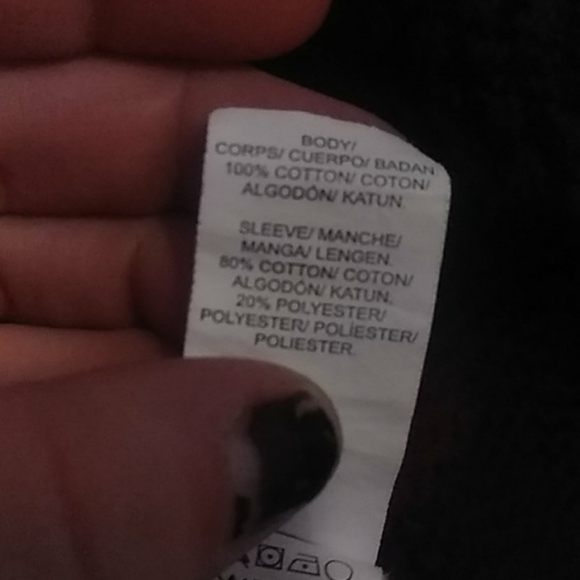 BODY/
CORPS/ CUERPO/ BADAN
100% COTTON/ COTON/
ALGODÓN/ KATUN.
SLEEVE/ MANCHE/
MANGA/ LENGEN.
80% COTTON/ COTON/
ALGODÓN/ KATUN.
20% POLYESTER/
POLYESTER/ POLÍESTER/
POLIESTER.